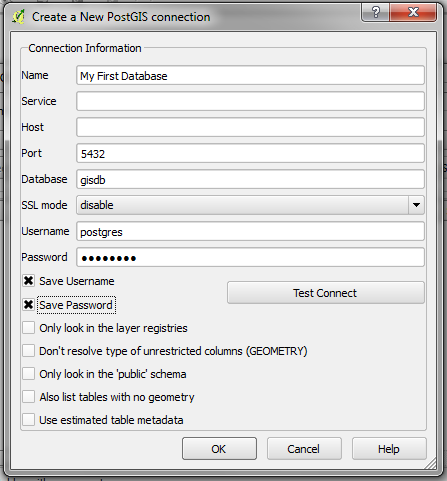 Create a New PostGIS connection
Connection Information
Name My First Database
Service
Host
Port 5432
Database gisdb
SSL mode disable
Username postgres
Password ●●●●●●●●
Save Username
Test Connect
Save Password
Only look in the layer registries
Don't resolve type of unrestricted columns (GEOMETRY)
Only look in the 'public' schema
Also list tables with no geometry
Use estimated table metadata
OK Cancel Help